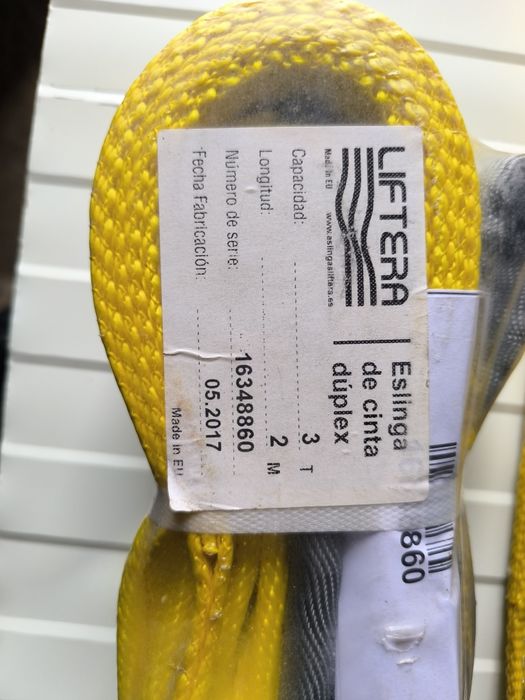 LIFTERA
Made in EU www.aslingasliftera.es
Eslinga
de cinta
dúplex
Capacidad: 3 T
Longitud: 2 M
Número de serie: 16348860
Fecha Fabricación: 05.2017
Made in EU
860